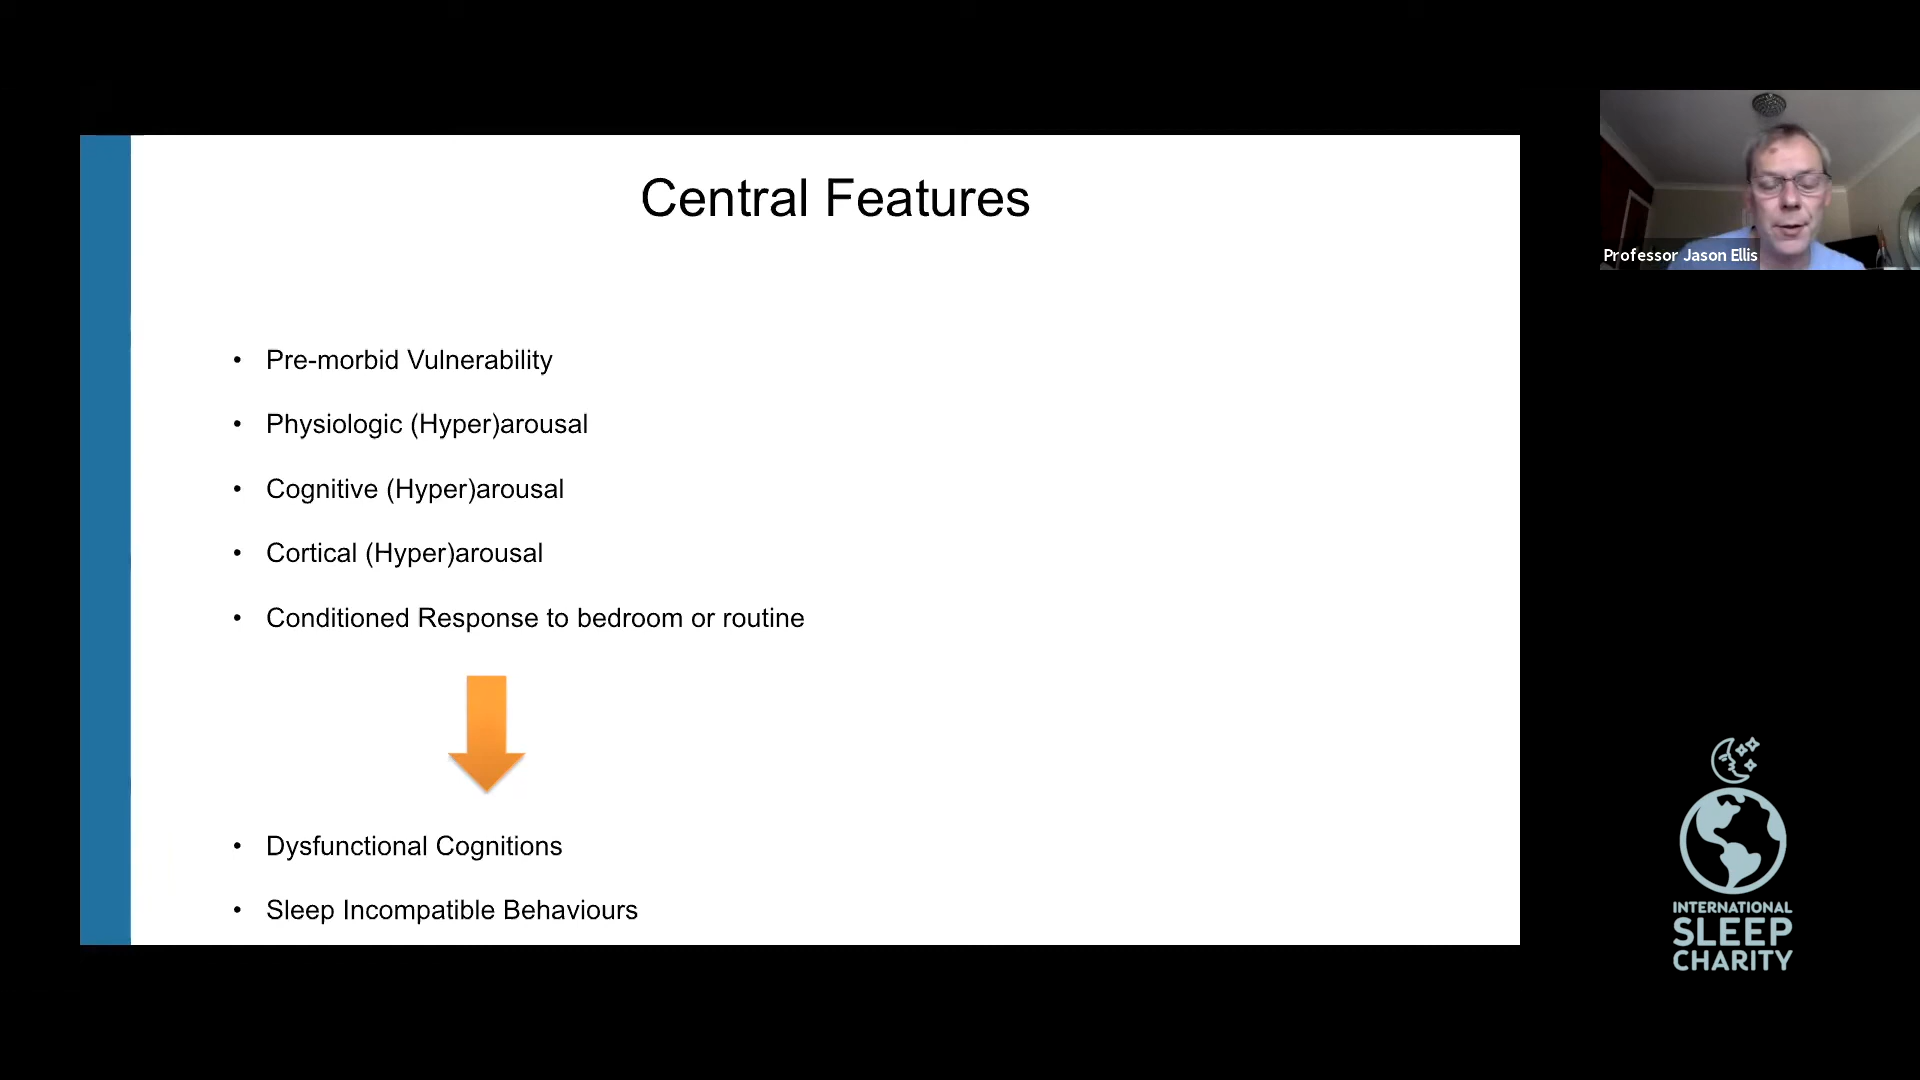 Central Features
• Pre-morbid Vulnerability
• Physiologic (Hyper)arousal
• Cognitive (Hyper)arousal
• Cortical (Hyper)arousal
• Conditioned Response to bedroom or routine
• Dysfunctional Cognitions
• Sleep Incompatible Behaviours
Professor Jason Ellis
INTERNATIONAL
SLEEP
CHARITY